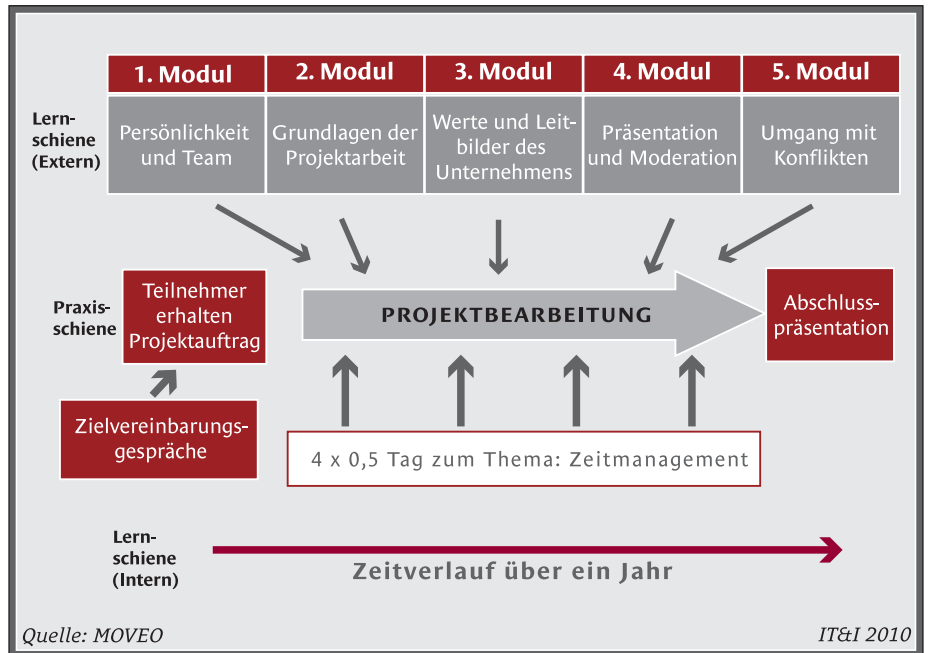 1. Modul
2. Modul
3. Modul
4. Modul
5. Modul
Lern-
schiene
(Extern)
Persönlichkeit
und Team
Grundlagen der
Projektarbeit
Werte und Leit-
bilder des
Unternehmens
Präsentation
und Moderation
Umgang mit
Konflikten
Praxis-
schiene
Teilnehmer
erhalten
Projektauftrag
PROJEKTBEARBEITUNG
Abschluss-
präsentation
Zielvereinbarungs-
gespräche
4 x 0,5 Tag zum Thema: Zeitmanagement
Lern-
schiene
(Intern)
Zeitverlauf über ein Jahr
Quelle: MOVEO
IT&I 2010